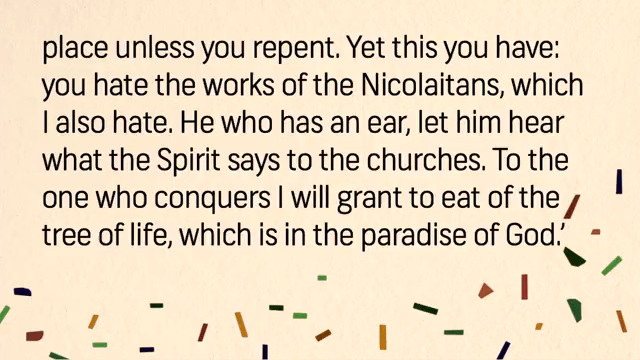 place unless you repent. Yet this you have:
you hate the works of the Nicolaitans, which
I also hate. He who has an ear, let him hear
what the Spirit says to the churches. To the
one who conquers I will grant to eat of the
tree of life, which is in the paradise of God.’